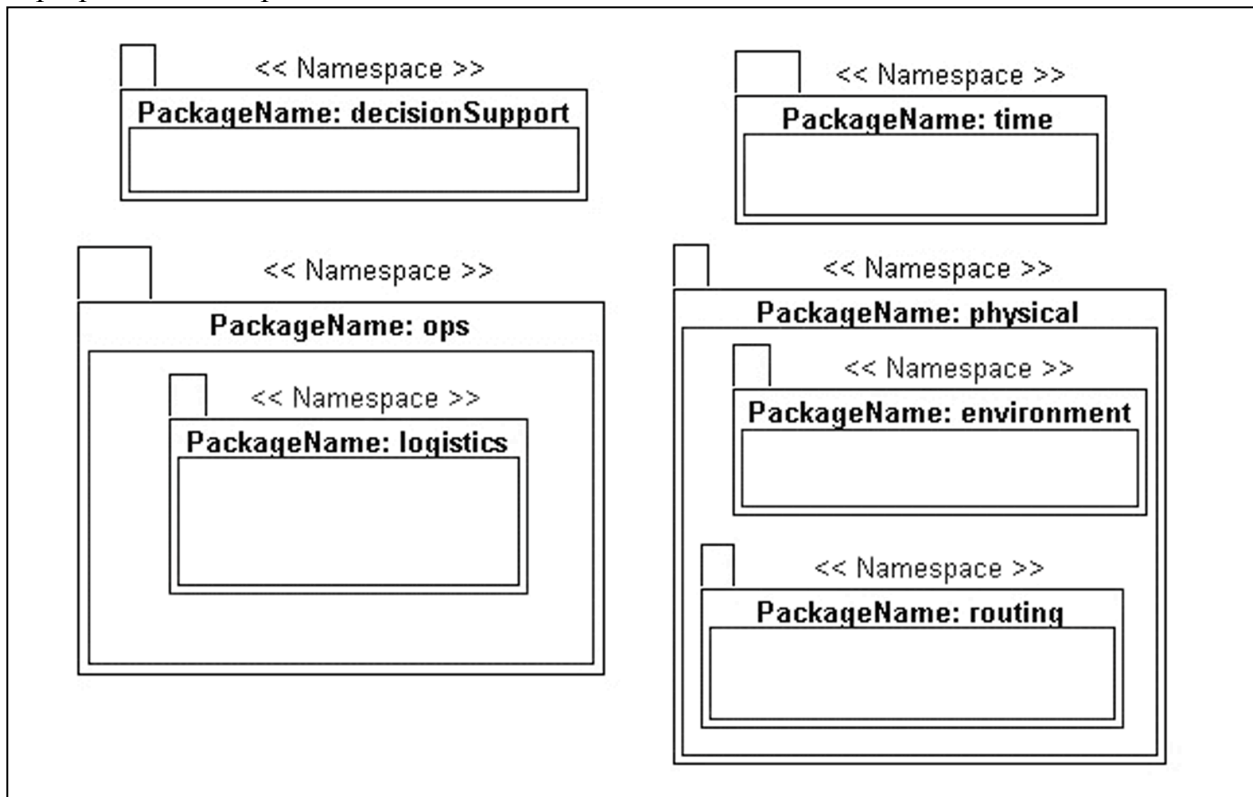 << Namespace >>
PackageName: decisionSupport
<< Namespace >>
PackageName: time
<< Namespace >>
PackageName: ops
<< Namespace >>
PackageName: logistics
<< Namespace >>
PackageName: physical
<< Namespace >>
PackageName: environment
<< Namespace >>
PackageName: routing